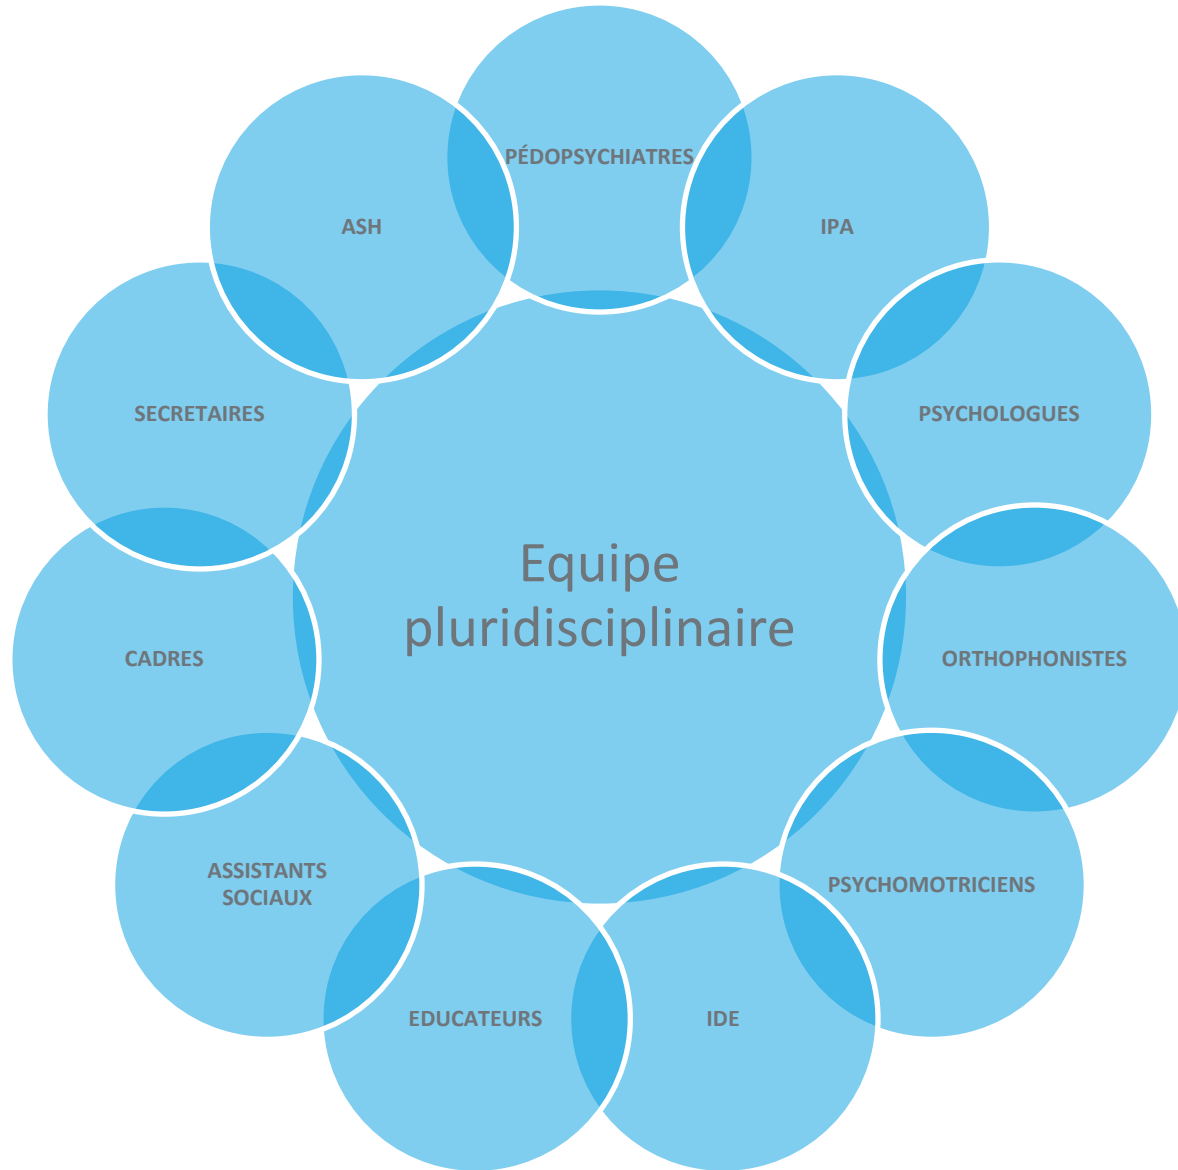 PÉDOPSYCHIATRES
IPA
PSYCHOLOGUES
ORTHOPHONISTES
PSYCHOMOTRICIENS
IDE
EDUCATEURS
ASSISTANTS
SOCIAUX
CADRES
SECRETAIRES
ASH
Equipe
pluridisciplinaire